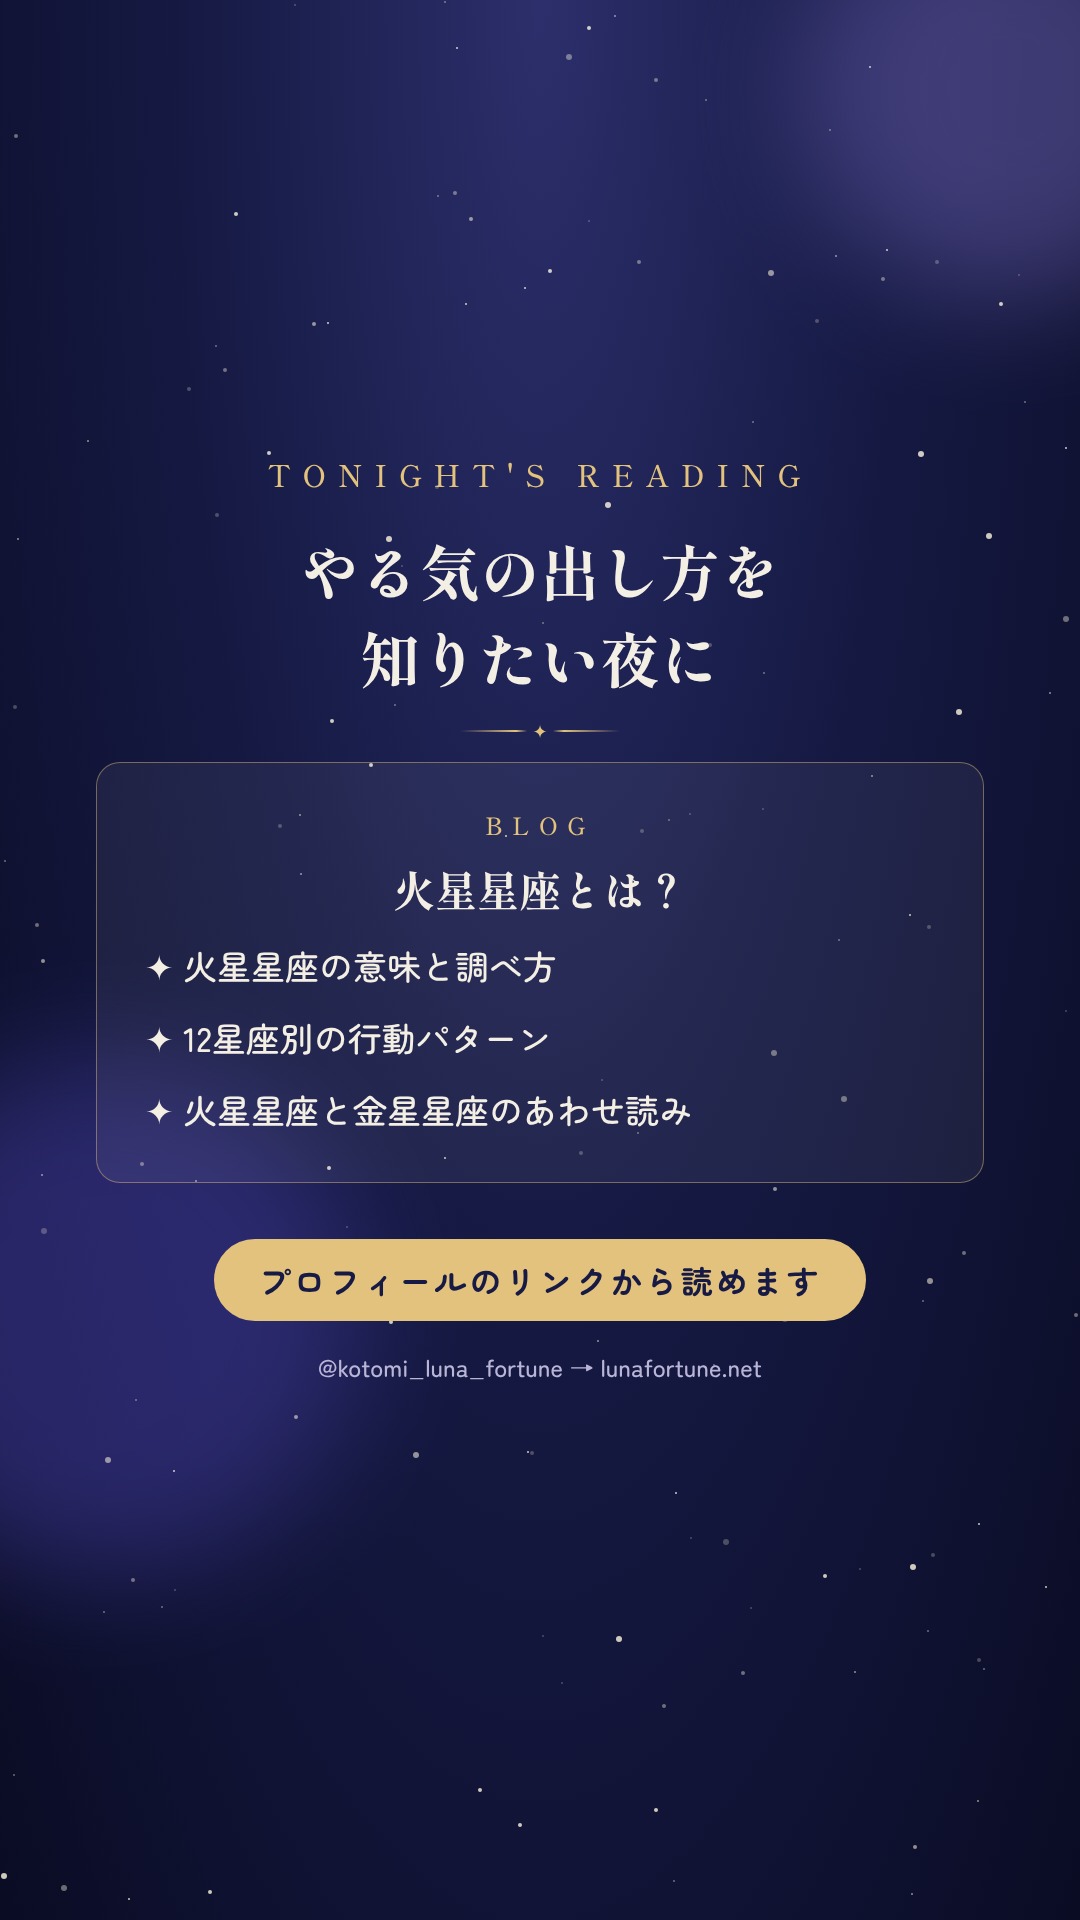 TONIGHT'S READING
やる気の出し方を
知りたい夜に
BLOG
火星星座とは？
✦ 火星星座の意味と調べ方
✦ 12星座別の行動パターン
✦ 火星星座と金星星座のあわせ読み
プロフィールのリンクから読めます
@kotomi_luna_fortune → lunafortune.net